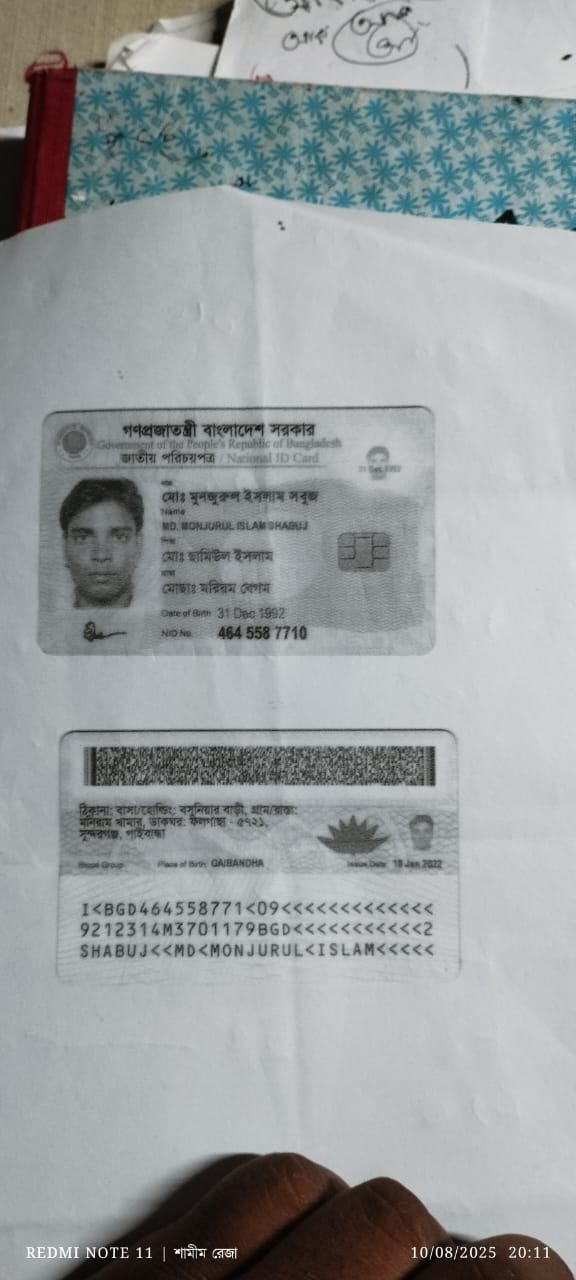 আক
গণপ্রজাতন্ত্রী বাংলাদেশ সরকার
Government of the People's Republic of Bangladesh
জাতীয় পরিচয়পত্র / National ID Card
31 Dec 1992
নাম
মোঃ মুনজুরুল ইসলাম সবুজ
Name
MD. MONJURUL ISLAM SHABUJ
পিতা
মোঃ ছামিউল ইসলাম
মাতা
মোছাঃ মরিয়ম বেগম
Date of Birth 31 Dec 1992
NID No. 464 558 7710
ঠিকানা: বাসা/হোল্ডিং: বসুনিয়ার বাড়ী, গ্রাম/রাস্তা:
মনিরাম খামার, ডাকঘর: ফলগাছা - ৫৭২১,
সুন্দরগঞ্জ, গাইবান্ধা
Blood Group Place of Birth: GAIBANDHA Issue Date: 18 Jan 2022
I<BGD464558771<09<<<<<<<<<<<<<<
9212314M3701179BGD<<<<<<<<<<<2
SHABUJ<<MD<MONJURUL<ISLAM<<<<<
REDMI NOTE 11 | শামীম রেজা
10/08/2025 20:11